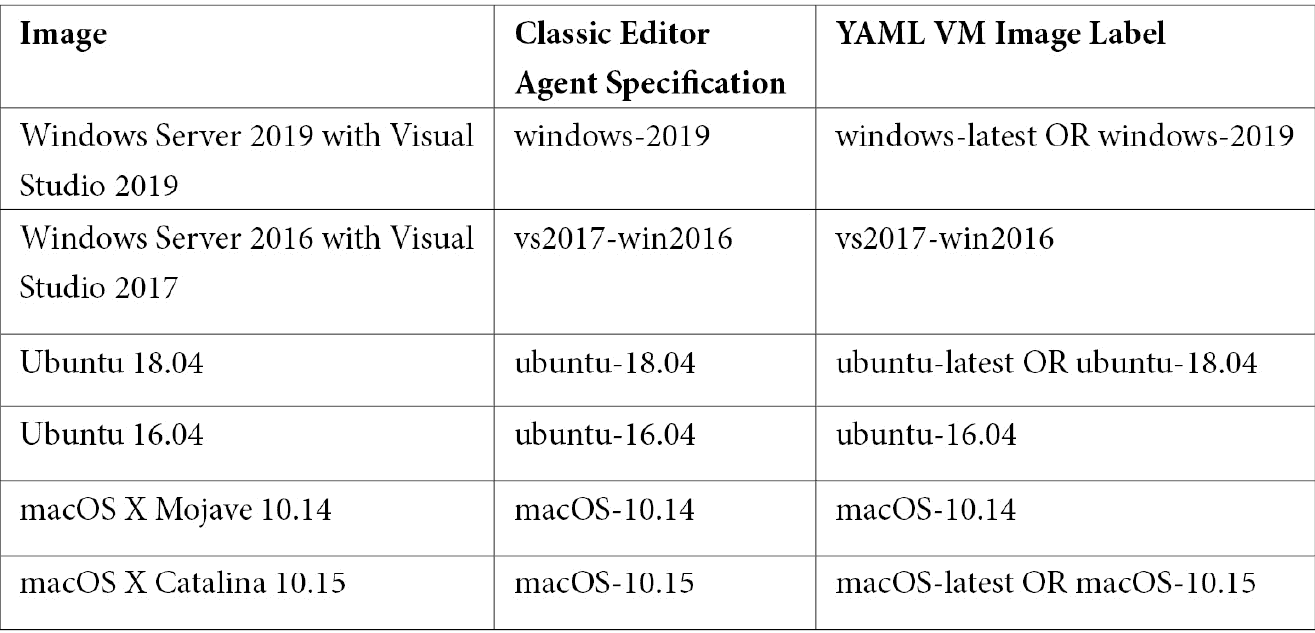 Image
Classic Editor
Agent Specification
YAML VM Image Label
Windows Server 2019 with Visual
Studio 2019
windows-2019
windows-latest OR windows-2019
Windows Server 2016 with Visual
Studio 2017
vs2017-win2016
vs2017-win2016
Ubuntu 18.04
ubuntu-18.04
ubuntu-latest OR ubuntu-18.04
Ubuntu 16.04
ubuntu-16.04
ubuntu-16.04
macOS X Mojave 10.14
macOS-10.14
macOS-10.14
macOS X Catalina 10.15
macOS-10.15
macOS-latest OR macOS-10.15